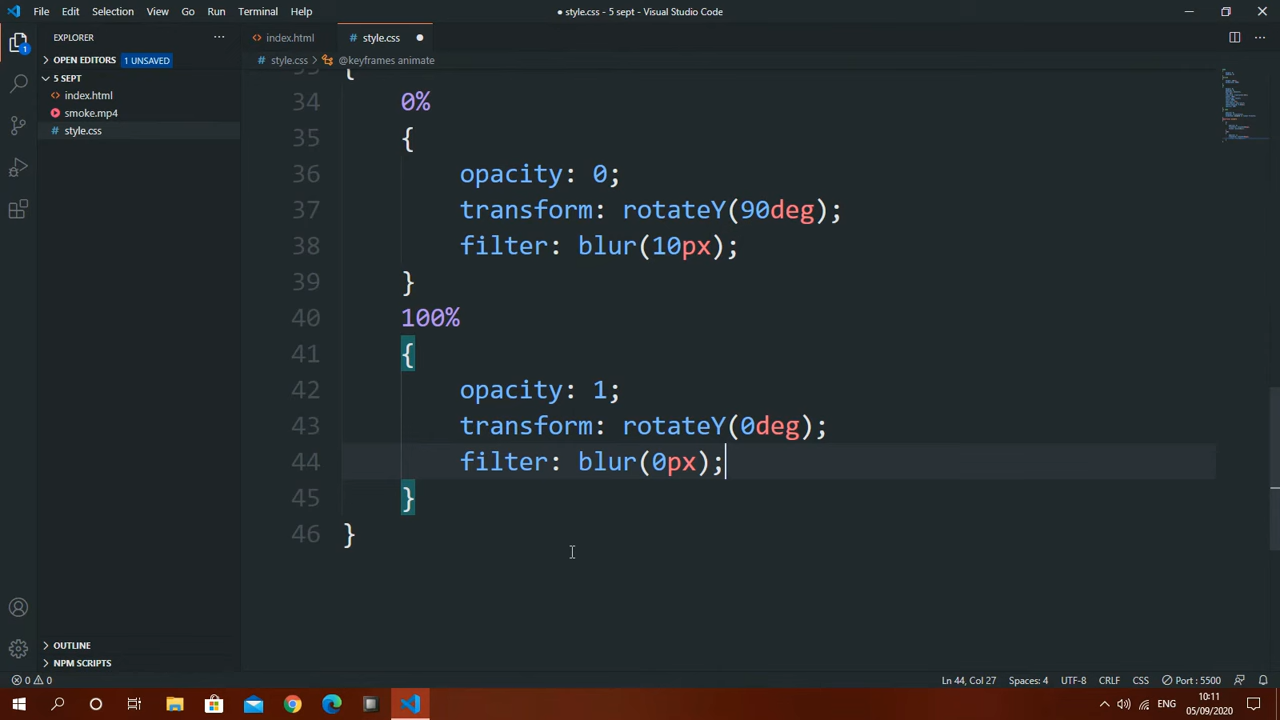 File Edit Selection View Go Run Terminal Help
● style.css - 5 sept - Visual Studio Code
EXPLORER
OPEN EDITORS 1 UNSAVED
5 SEPT
<> index.html
smoke.mp4
# style.css
OUTLINE
NPM SCRIPTS
<> index.html # style.css ●
# style.css > @keyframes animate
33 {
34 0%
35 {
36 opacity: 0;
37 transform: rotateY(90deg);
38 filter: blur(10px);
39 }
40 100%
41 {
42 opacity: 1;
43 transform: rotateY(0deg);
44 filter: blur(0px);
45 }
46 }
1
0 0 Ln 44, Col 27 Spaces: 4 UTF-8 CRLF CSS Port : 5500
ENG 10:11
05/09/2020